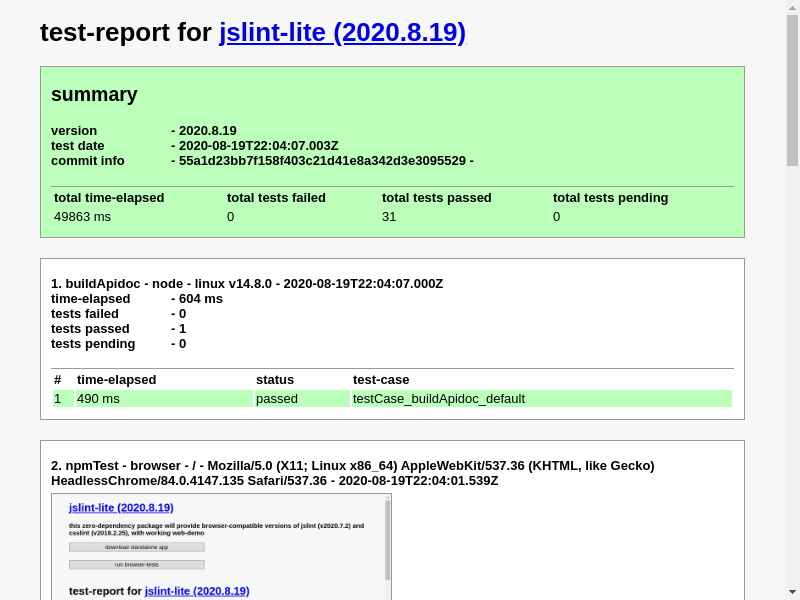 test-report for jslint-lite (2020.8.19)
summary
version - 2020.8.19
test date - 2020-08-19T22:04:07.003Z
commit info - 55a1d23bb7f158f403c21d41e8a342d3e3095529 -
total time-elapsed total tests failed total tests passed total tests pending
49863 ms 0 31 0
1. buildApidoc - node - linux v14.8.0 - 2020-08-19T22:04:07.000Z
time-elapsed - 604 ms
tests failed - 0
tests passed - 1
tests pending - 0
# time-elapsed status test-case
1 490 ms passed testCase_buildApidoc_default
2. npmTest - browser - / - Mozilla/5.0 (X11; Linux x86_64) AppleWebKit/537.36 (KHTML, like Gecko)
HeadlessChrome/84.0.4147.135 Safari/537.36 - 2020-08-19T22:04:01.539Z
jslint-lite (2020.8.19)
this zero-dependency package will provide browser-compatible versions of jslint (v2020.7.2) and
csslint (v2018.2.25), with working web-demo
download standalone app
run browser-tests
test-report for jslint-lite (2020.8.19)